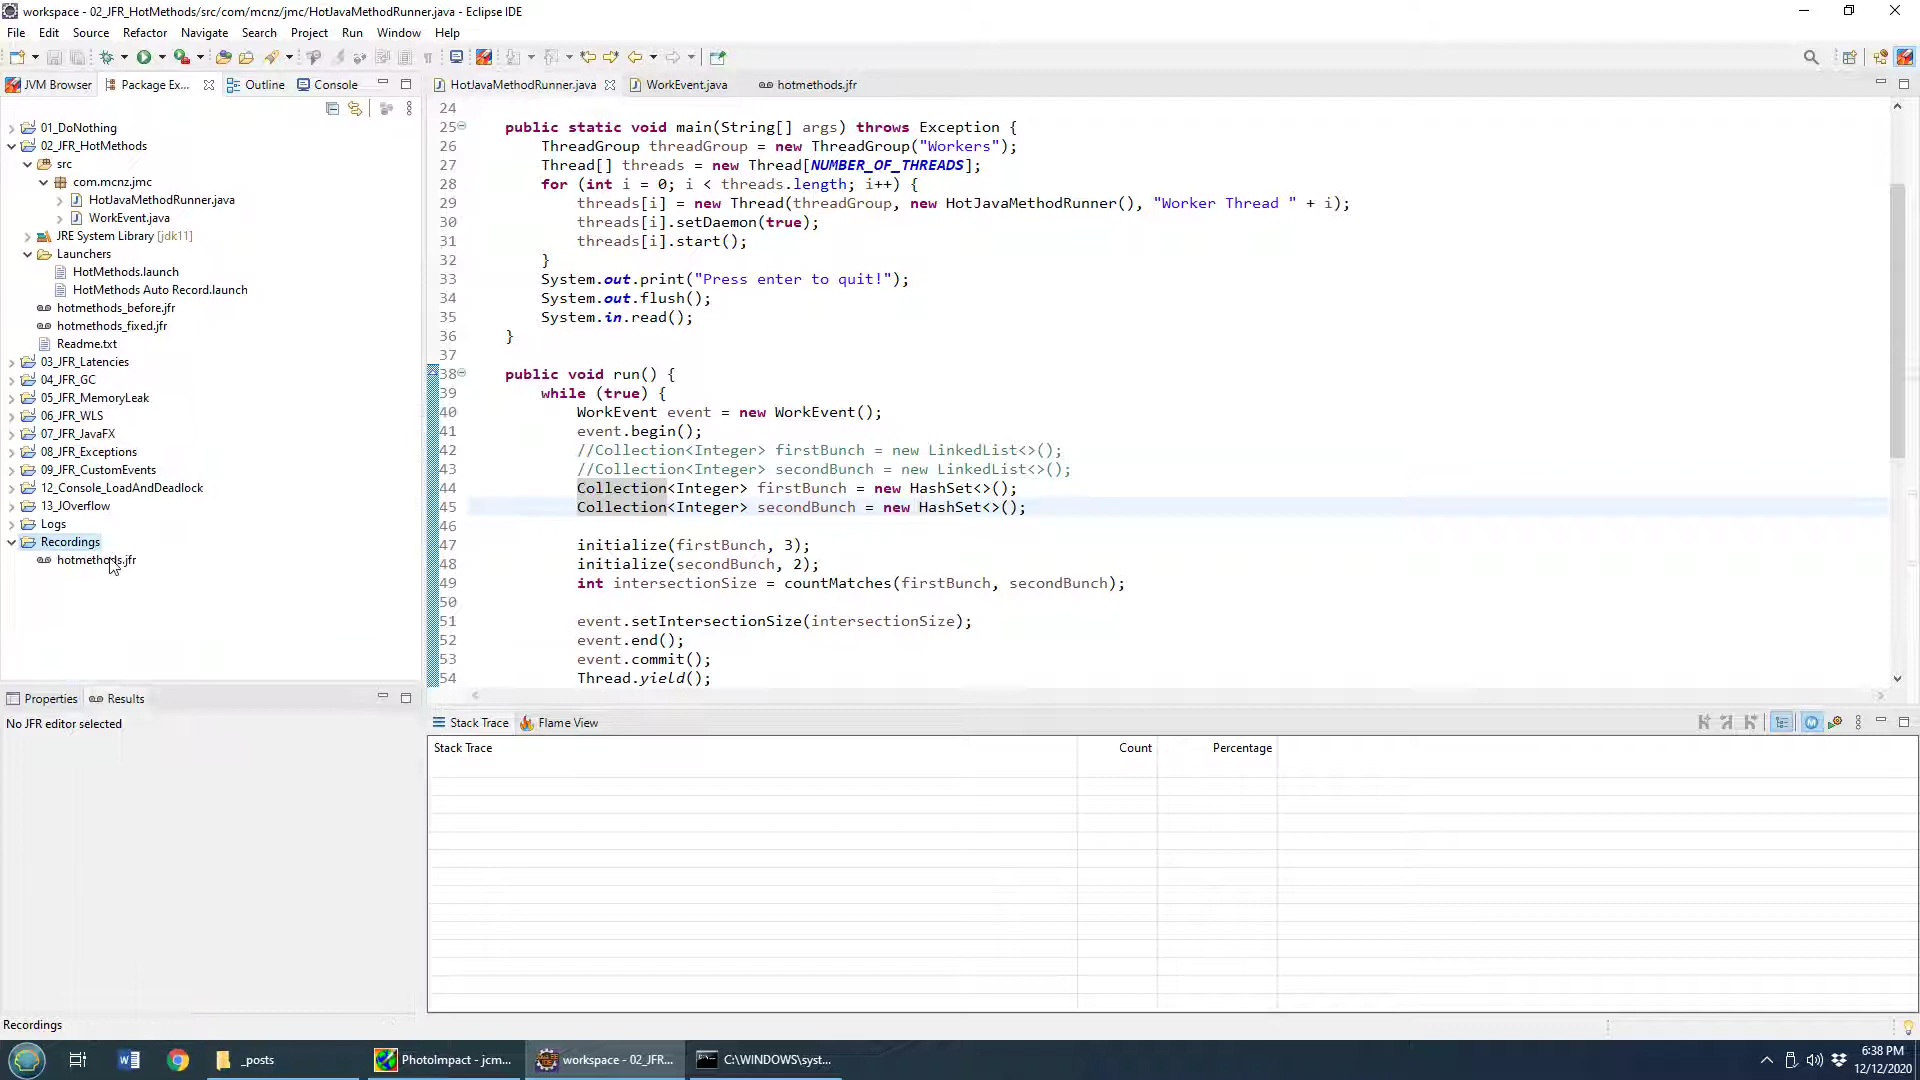 workspace - 02_JFR_HotMethods/src/com/mcnz/jmc/HotJavaMethodRunner.java - Eclipse IDE
File Edit Source Refactor Navigate Search Project Run Window Help
JVM Browser Package Ex... Outline Console
HotJavaMethodRunner.java WorkEvent.java hotmethods.jfr
01_DoNothing
02_JFR_HotMethods
src
com.mcnz.jmc
HotJavaMethodRunner.java
WorkEvent.java
JRE System Library [jdk11]
Launchers
HotMethods.launch
HotMethods Auto Record.launch
hotmethods_before.jfr
hotmethods_fixed.jfr
Readme.txt
03_JFR_Latencies
04_JFR_GC
05_JFR_MemoryLeak
06_JFR_WLS
07_JFR_JavaFX
08_JFR_Exceptions
09_JFR_CustomEvents
12_Console_LoadAndDeadlock
13_JOverflow
Logs
Recordings
hotmethods.jfr
24
25 public static void main(String[] args) throws Exception {
26 ThreadGroup threadGroup = new ThreadGroup("Workers");
27 Thread[] threads = new Thread[NUMBER_OF_THREADS];
28 for (int i = 0; i < threads.length; i++) {
29 threads[i] = new Thread(threadGroup, new HotJavaMethodRunner(), "Worker Thread " + i);
30 threads[i].setDaemon(true);
31 threads[i].start();
32 }
33 System.out.print("Press enter to quit!");
34 System.out.flush();
35 System.in.read();
36 }
37
38 public void run() {
39 while (true) {
40 WorkEvent event = new WorkEvent();
41 event.begin();
42 //Collection<Integer> firstBunch = new LinkedList<>();
43 //Collection<Integer> secondBunch = new LinkedList<>();
44 Collection<Integer> firstBunch = new HashSet<>();
45 Collection<Integer> secondBunch = new HashSet<>();
46
47 initialize(firstBunch, 3);
48 initialize(secondBunch, 2);
49 int intersectionSize = countMatches(firstBunch, secondBunch);
50
51 event.setIntersectionSize(intersectionSize);
52 event.end();
53 event.commit();
54 Thread.yield();
Properties Results
No JFR editor selected
Stack Trace Flame View
Stack Trace Count Percentage
Recordings
_posts PhotoImpact - jcm... workspace - 02_JFR... C:\WINDOWS\syst...
6:38 PM
12/12/2020